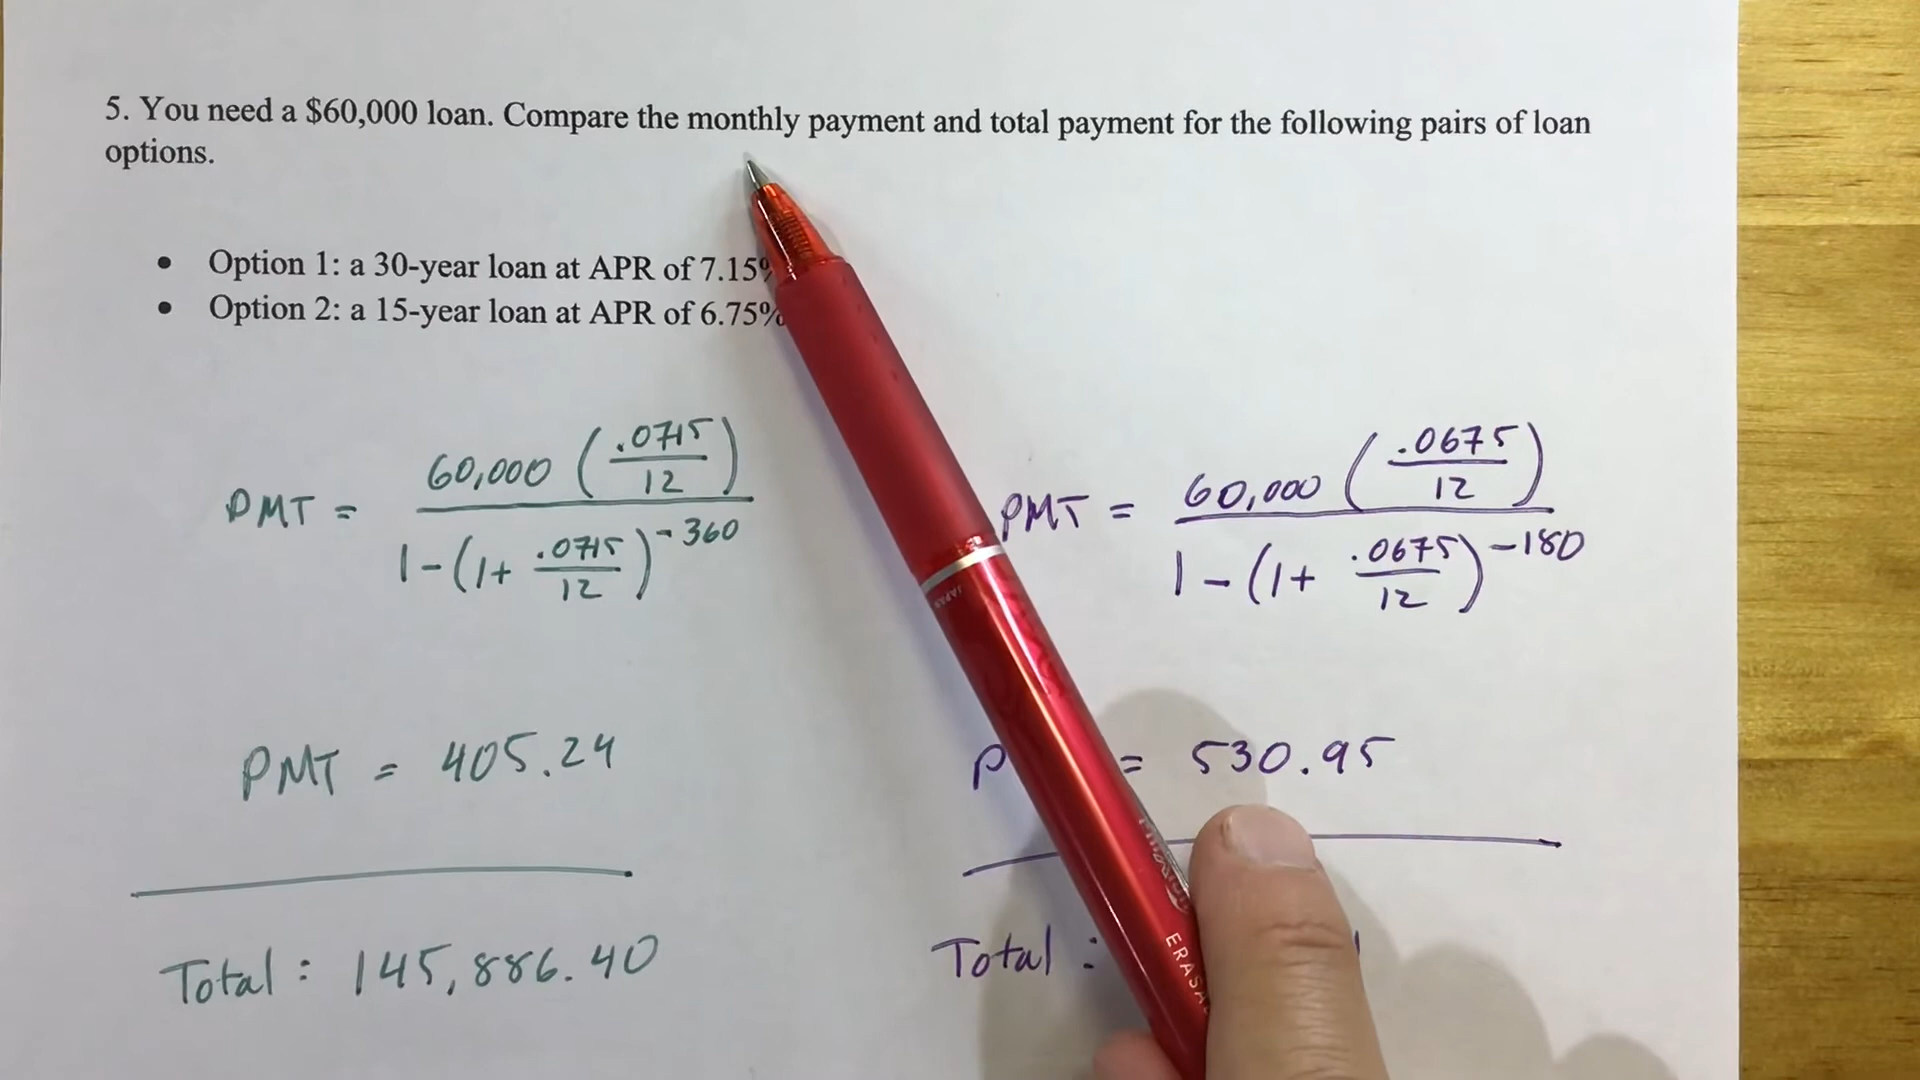 5. You need a $60,000 loan. Compare the monthly payment and total payment for the following pairs of loan
options.
• Option 1: a 30-year loan at APR of 7.15%
• Option 2: a 15-year loan at APR of 6.75%
PMT = 60,000 (.0715/12) / 1-(1+ .0715/12)^-360
PMT = 60,000 (.0675/12) / 1-(1+ .0675/12)^-180
PMT = 405.24
P = 530.95
Total: 145,886.40
Total:
JAPAN
ERASA